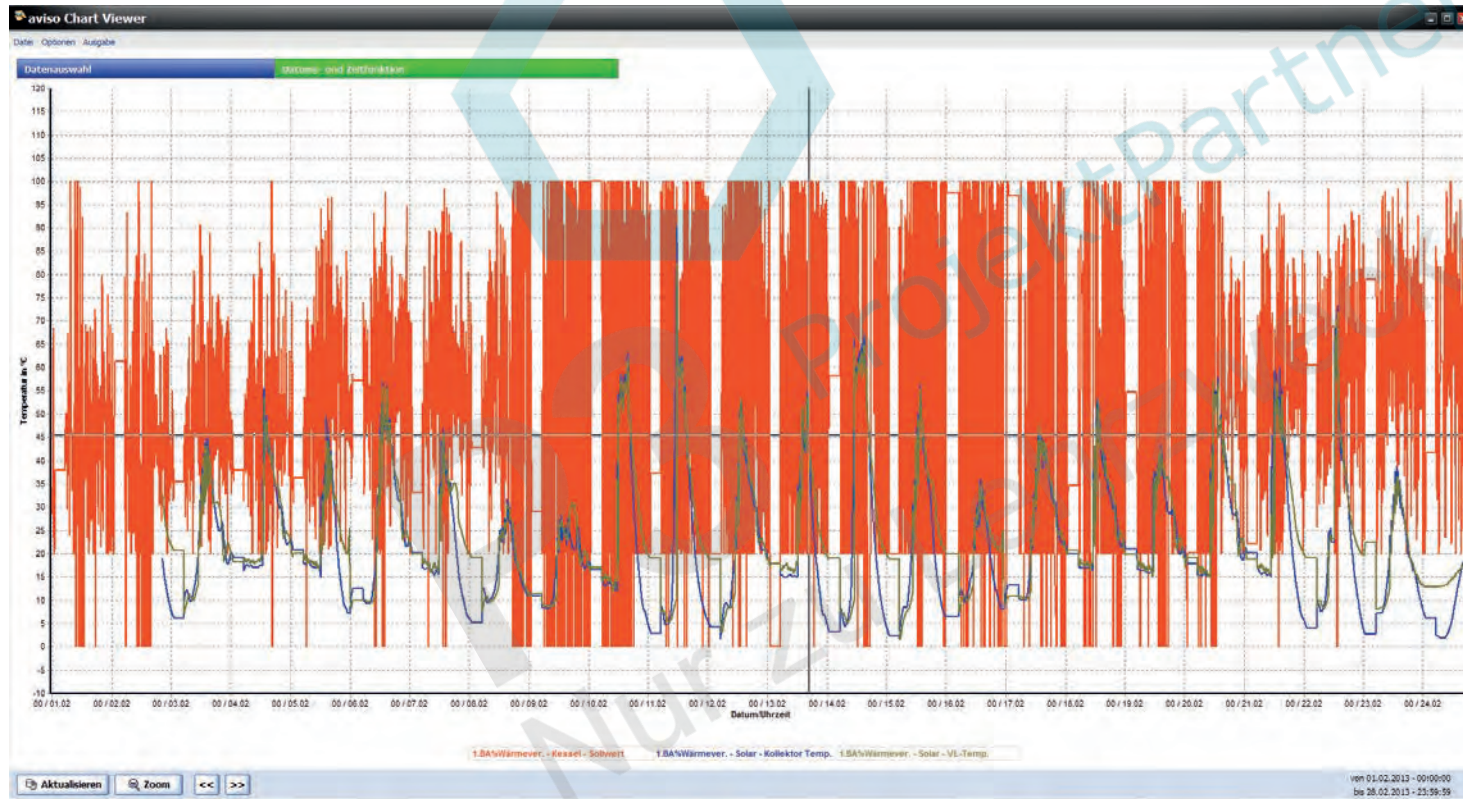 aviso Chart Viewer
Datei Optionen Ausgabe
Datenauswahl Datums- und Zeitfunktion
120
115
110
105
100
95
90
85
80
75
70
65
60
55
50
45
40
35
30
25
20
15
10
5
0
-5
-10
Temperatur in °C
00 / 01.02 00 / 02.02 00 / 03.02 00 / 04.02 00 / 05.02 00 / 06.02 00 / 07.02 00 / 08.02 00 / 09.02 00 / 10.02 00 / 11.02 00 / 12.02 00 / 13.02 00 / 14.02 00 / 15.02 00 / 16.02 00 / 17.02 00 / 18.02 00 / 19.02 00 / 20.02 00 / 21.02 00 / 22.02 00 / 23.02 00 / 24.02
Datum/Uhrzeit
1.BA%Wärmever. - Kessel - Sollwert 1.BA%Wärmever. - Solar - Kollektor Temp. 1.BA%Wärmever. - Solar - VL-Temp.
Aktualisieren Zoom << >>
von 01.02.2013 - 00:00:00
bis 28.02.2013 - 23:59:59
ProjektPartner
Nur zu